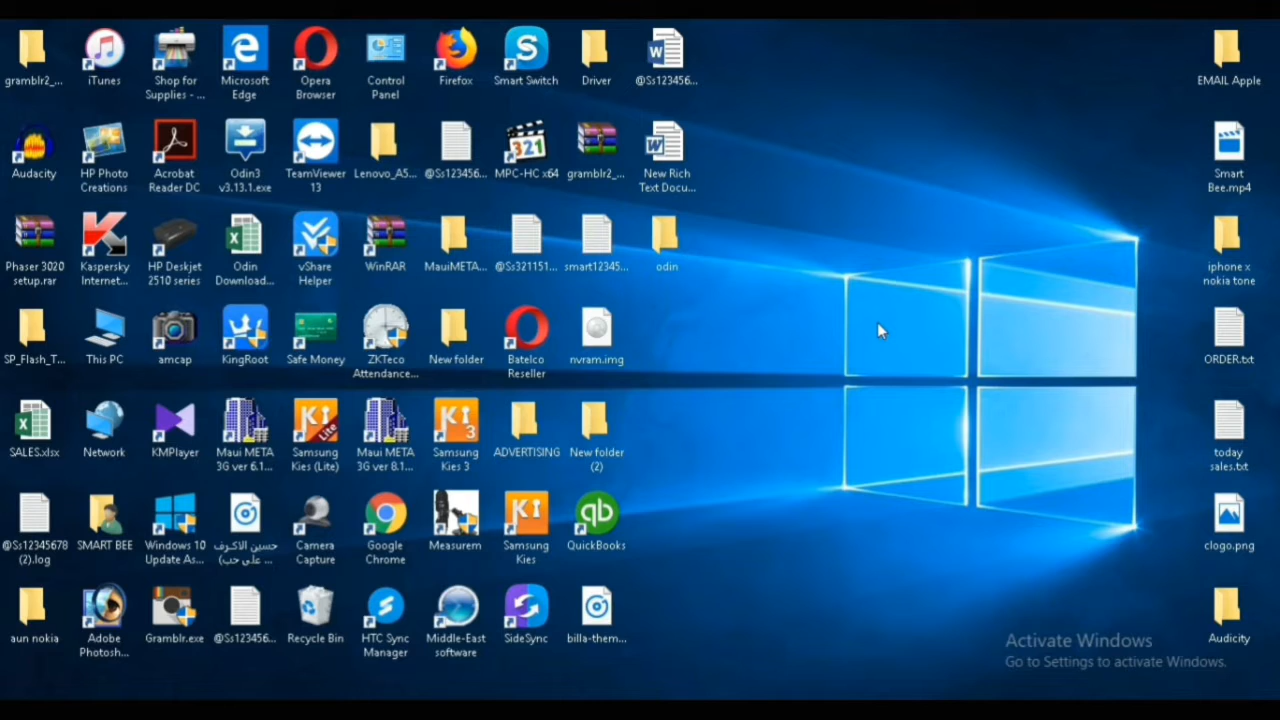 gramblr2_...
iTunes
Shop for
Supplies - ...
Microsoft
Edge
Opera
Browser
Control
Panel
Firefox
Smart Switch
Driver
@Ss123456...
EMAIL Apple
Audacity
HP Photo
Creations
Acrobat
Reader DC
Odin3
v3.13.1.exe
TeamViewer
13
Lenovo_A5...
@Ss123456...
MPC-HC x64
gramblr2_...
New Rich
Text Docu...
Smart
Bee.mp4
Phaser 3020
setup.rar
Kaspersky
Internet...
HP Deskjet
2510 series
Odin
Download...
vShare
Helper
WinRAR
MauiMETA...
@Ss321151...
smart12345...
odin
iphone x
nokia tone
SP_Flash_T...
This PC
amcap
KingRoot
Safe Money
ZKTeco
Attendance...
New folder
Batelco
Reseller
nvram.img
ORDER.txt
SALES.xlsx
Network
KMPlayer
Maui META
3G ver 6.1...
Samsung
Kies (Lite)
Maui META
3G ver 8.1...
Samsung
Kies 3
ADVERTISING
New folder
(2)
today
sales.txt
@Ss12345678
(2).log
SMART BEE
Windows 10
Update As...
حسين الاكرف
... على حب)
Camera
Capture
Google
Chrome
Measurem
Samsung
Kies
QuickBooks
clogo.png
aun nokia
Adobe
Photosh...
Gramblr.exe
@Ss123456...
Recycle Bin
HTC Sync
Manager
Middle-East
software
SideSync
billa-them...
Audicity
Activate Windows
Go to Settings to activate Windows.